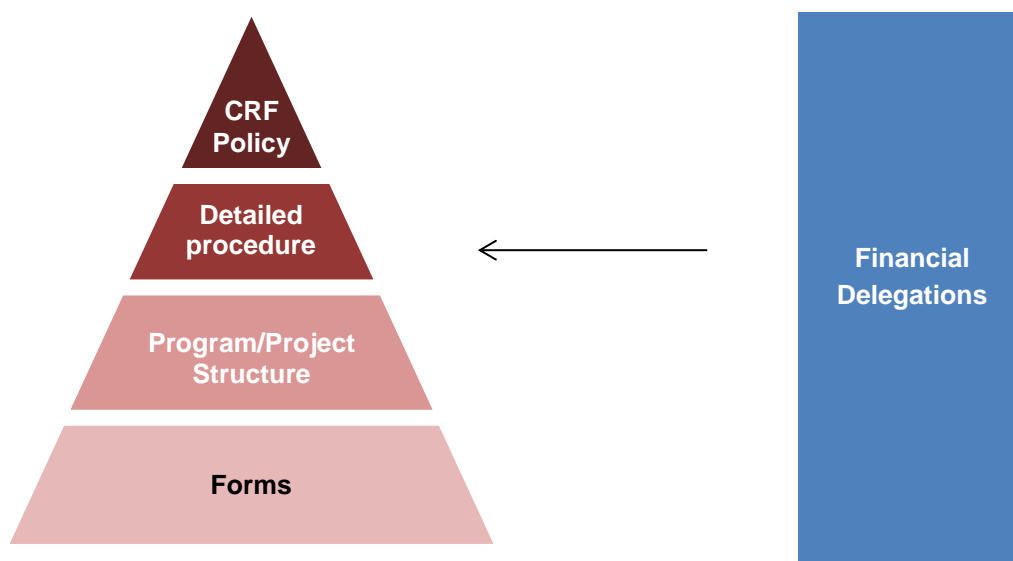 CRF
Policy
Detailed
procedure
Program/Project
Structure
Forms
Financial
Delegations